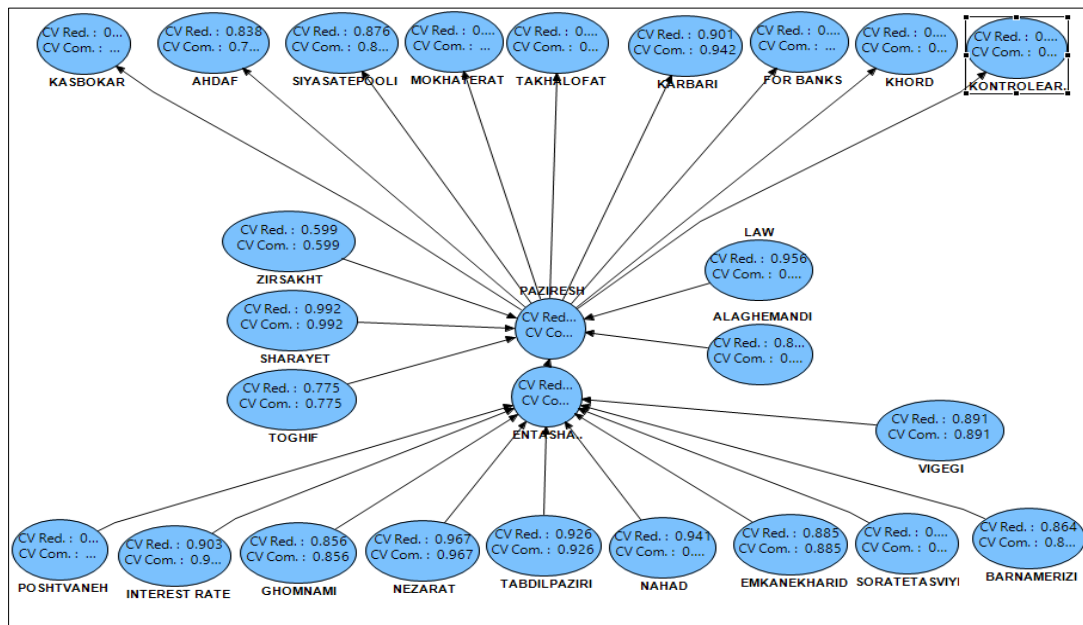 CV Red. : 0...
CV Com. : ...
KASBOKAR
CV Red. : 0.838
CV Com. : 0.7...
AHDAF
CV Red. : 0.876
CV Com. : 0.8...
SIYASATEPOOLI
CV Red. : 0....
CV Com. : ...
MOKHATERAT
CV Red. : 0....
CV Com. : 0...
TAKHALOFAT
CV Red. : 0.901
CV Com. : 0.942
KARBARI
CV Red. : 0....
CV Com. : ...
FOR BANKS
CV Red. : 0....
CV Com. : 0...
KHORD
CV Red. : 0....
CV Com. : 0...
KONTROLEAR..
CV Red. : 0.599
CV Com. : 0.599
ZIRSAKHT
LAW
CV Red. : 0.956
CV Com. : 0....
PAZIRESH
CV Red...
CV Co...
CV Red. : 0.992
CV Com. : 0.992
SHARAYET
ALAGHEMANDI
CV Red. : 0.8...
CV Com. : 0....
CV Red. : 0.775
CV Com. : 0.775
TOGHIF
CV Red...
CV Co...
ENTASHA..
CV Red. : 0.891
CV Com. : 0.891
VIGEGI
CV Red. : 0...
CV Com. : ...
POSHTVANEH
CV Red. : 0.903
CV Com. : 0.9...
INTEREST RATE
CV Red. : 0.856
CV Com. : 0.856
GHOMNAMI
CV Red. : 0.967
CV Com. : 0.967
NEZARAT
CV Red. : 0.926
CV Com. : 0.926
TABDILPAZIRI
CV Red. : 0.941
CV Com. : 0....
NAHAD
CV Red. : 0.885
CV Com. : 0.885
EMKANEKHARID
CV Red. : 0....
CV Com. : 0...
SORATETASVIYI
CV Red. : 0.864
CV Com. : 0.8...
BARNAMERIZI